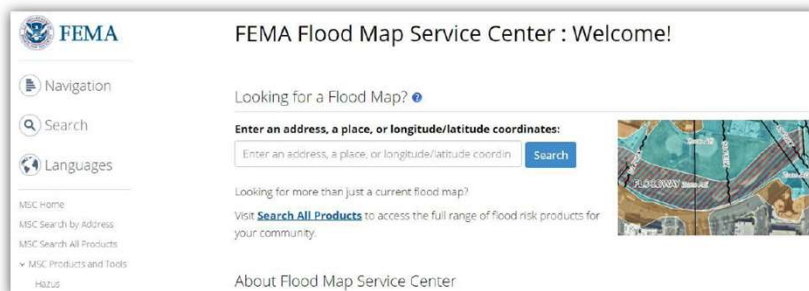 FEMA
Navigation
Search
Languages
MSC Home
MSC Search by Address
MSC Search All Products
MSC Products and Tools
Hazus
FEMA Flood Map Service Center : Welcome!
Looking for a Flood Map?
Enter an address, a place, or longitude/latitude coordinates:
Enter an address, a place, or longitude/latitude coordin
Search
Looking for more than just a current flood map?
Visit Search All Products to access the full range of flood risk products for
your community.
FLOODWAY
About Flood Map Service Center